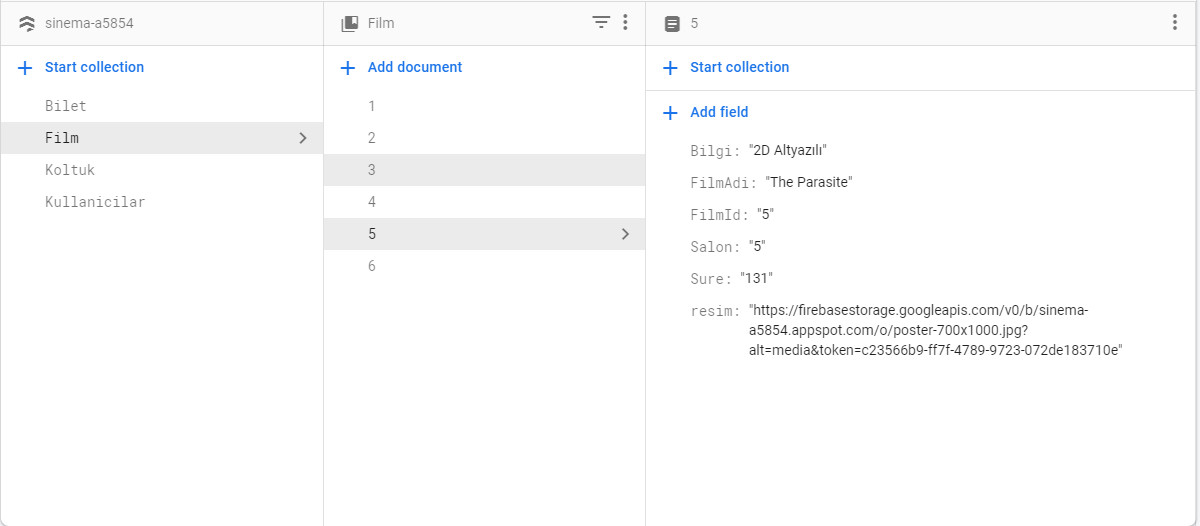 sinema-a5854
Start collection
Bilet
Film
Koltuk
Kullanicilar
Film
Add document
1
2
3
4
5
6
5
Start collection
Add field
Bilgi: "2D Altyazılı"
FilmAdi: "The Parasite"
FilmId: "5"
Salon: "5"
Sure: "131"
resim: "https://firebasestorage.googleapis.com/v0/b/sinema-
a5854.appspot.com/o/poster-700x1000.jpg?
alt=media&token=c23566b9-ff7f-4789-9723-072de183710e"